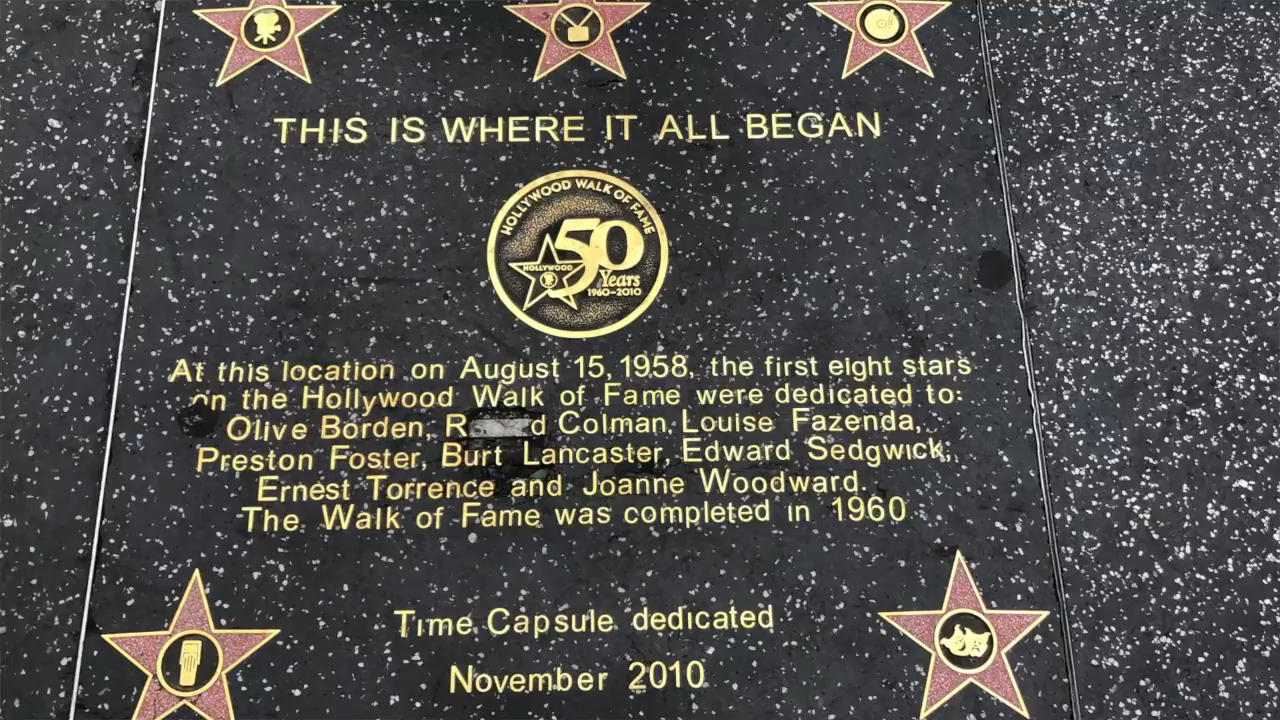 THIS IS WHERE IT ALL BEGAN
HOLLYWOOD WALK OF FAME
50
HOLLYWOOD
Years
1960-2010
At this location on August 15, 1958, the first eight stars
on the Hollywood Walk of Fame were dedicated to:
Olive Borden, Colman, Louise Fazenda,
Preston Foster, Burt Lancaster, Edward Sedgwick,
Ernest Torrence and Joanne Woodward.
The Walk of Fame was completed in 1960
Time Capsule dedicated
November 2010